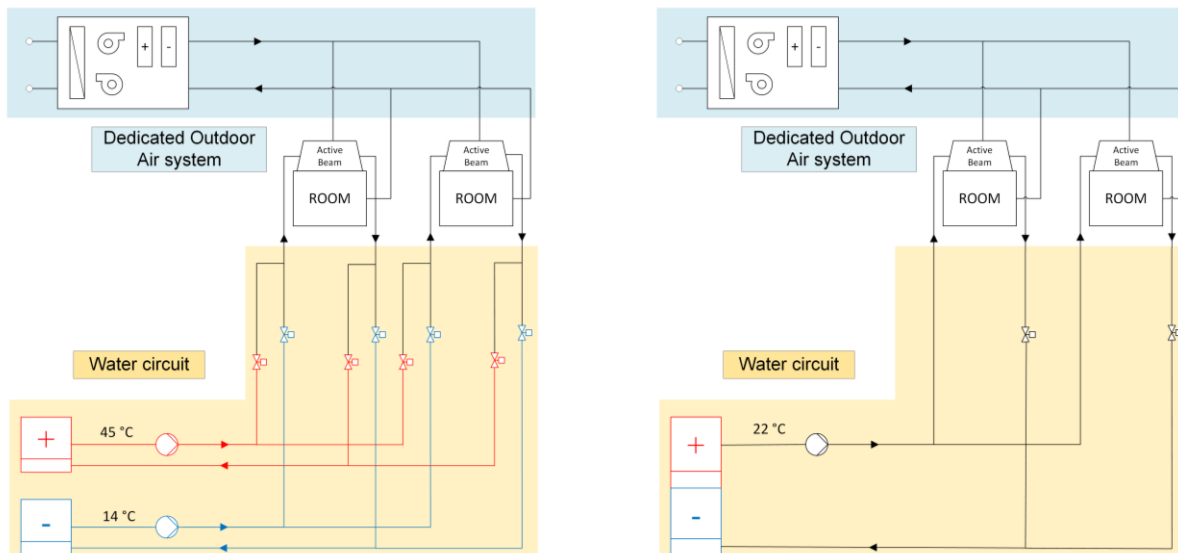 + -
Dedicated Outdoor
Air system
Active
Beam
ROOM
Active
Beam
ROOM
Water circuit
+
45 °C
-
14 °C
+ -
Dedicated Outdoor
Air system
Active
Beam
ROOM
Active
Beam
ROOM
Water circuit
+
22 °C
-